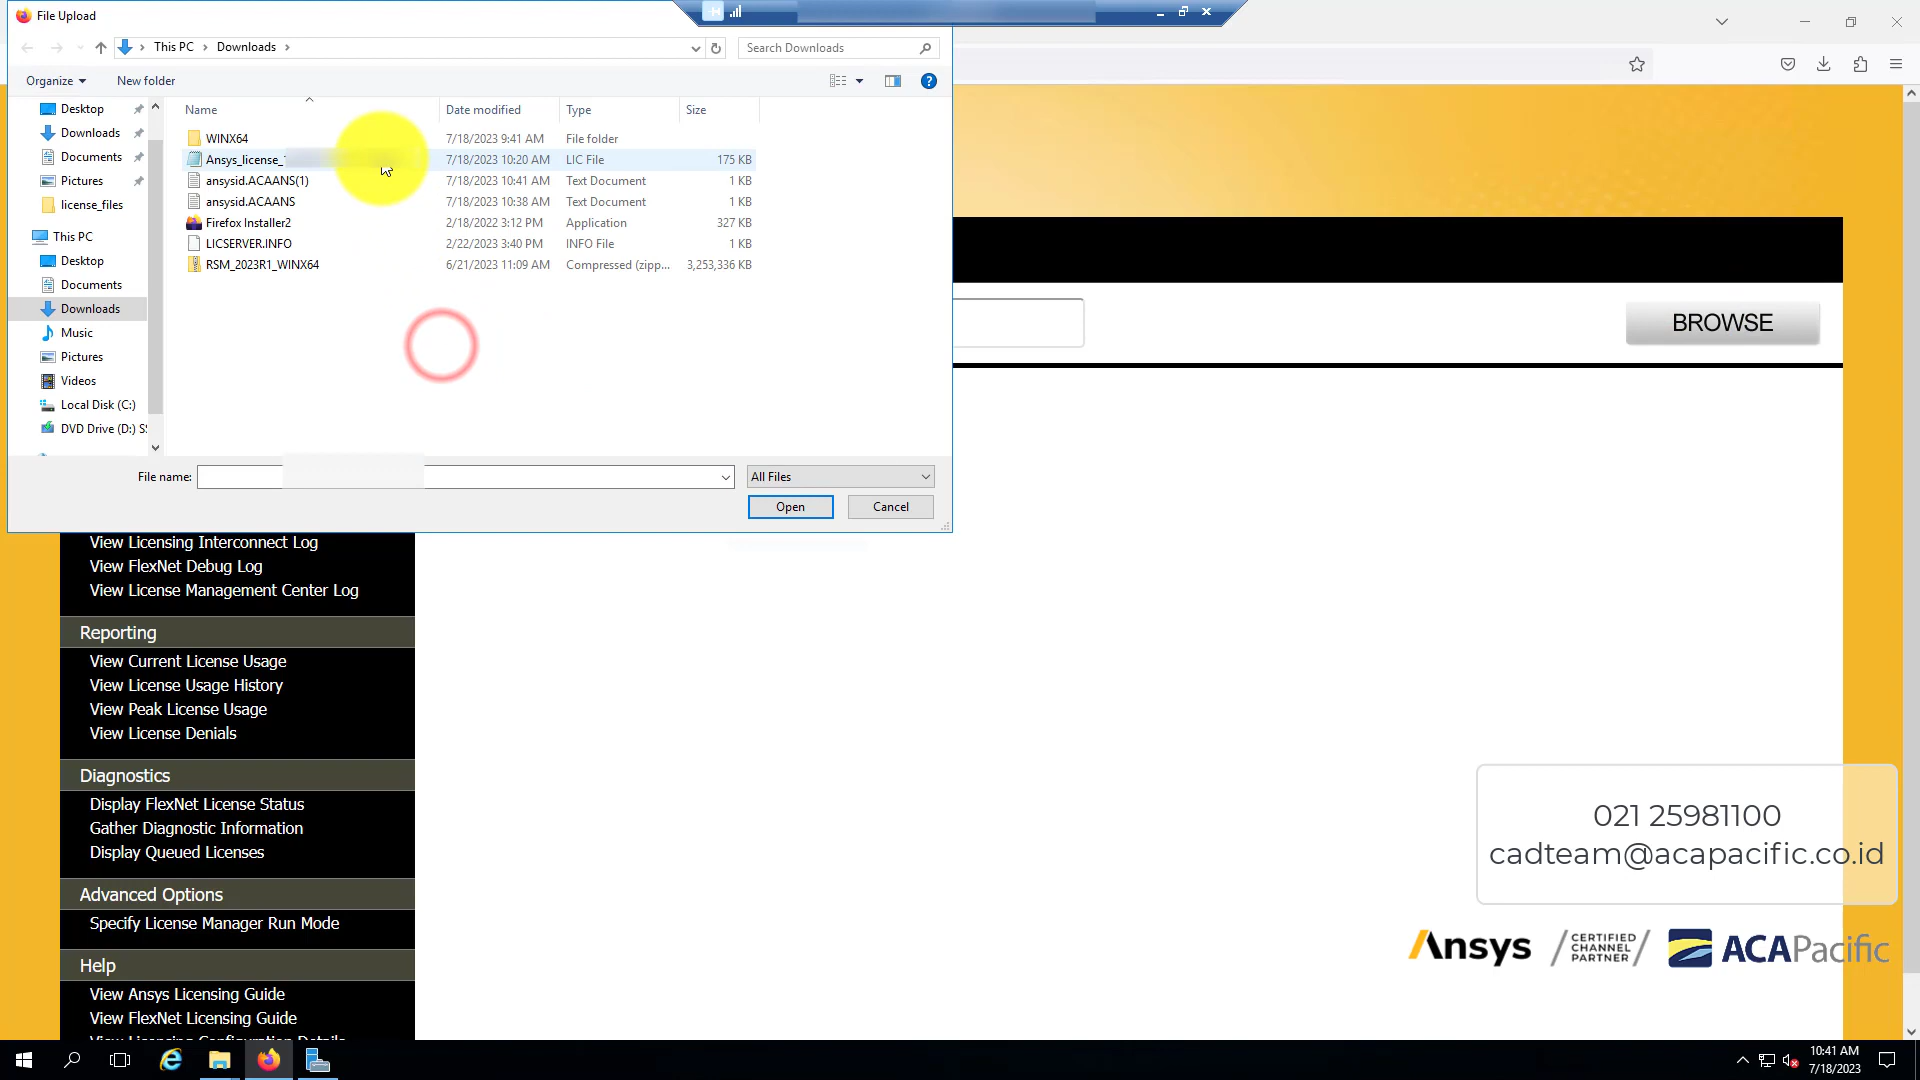 File Upload
This PC
Downloads
Search Downloads
Organize
New folder
Name
Date modified
Type
Size
Desktop
Downloads
Documents
Pictures
license_files
This PC
Desktop
Documents
Downloads
Music
Pictures
Videos
Local Disk (C:)
DVD Drive (D:)
WINX64 7/18/2023 9:41 AM File folder
Ansys_license_ 7/18/2023 10:20 AM LIC File 175 KB
ansysid.ACAANS(1) 7/18/2023 10:41 AM Text Document 1 KB
ansysid.ACAANS 7/18/2023 10:38 AM Text Document 1 KB
Firefox Installer2 2/18/2022 3:12 PM Application 327 KB
LICSERVER.INFO 2/22/2023 3:40 PM INFO File 1 KB
RSM_2023R1_WINX64 6/21/2023 11:09 AM Compressed (zipp... 3,253,336 KB
File name:
All Files
Open
Cancel
BROWSE
View Licensing Interconnect Log
View FlexNet Debug Log
View License Management Center Log
Reporting
View Current License Usage
View License Usage History
View Peak License Usage
View License Denials
Diagnostics
Display FlexNet License Status
Gather Diagnostic Information
Display Queued Licenses
Advanced Options
Specify License Manager Run Mode
Help
View Ansys Licensing Guide
View FlexNet Licensing Guide
View Licensing Configuration Details
021 25981100
cadteam@acapacific.co.id
Ansys
CERTIFIED
CHANNEL
PARTNER
ACAPacific
10:41 AM
7/18/2023